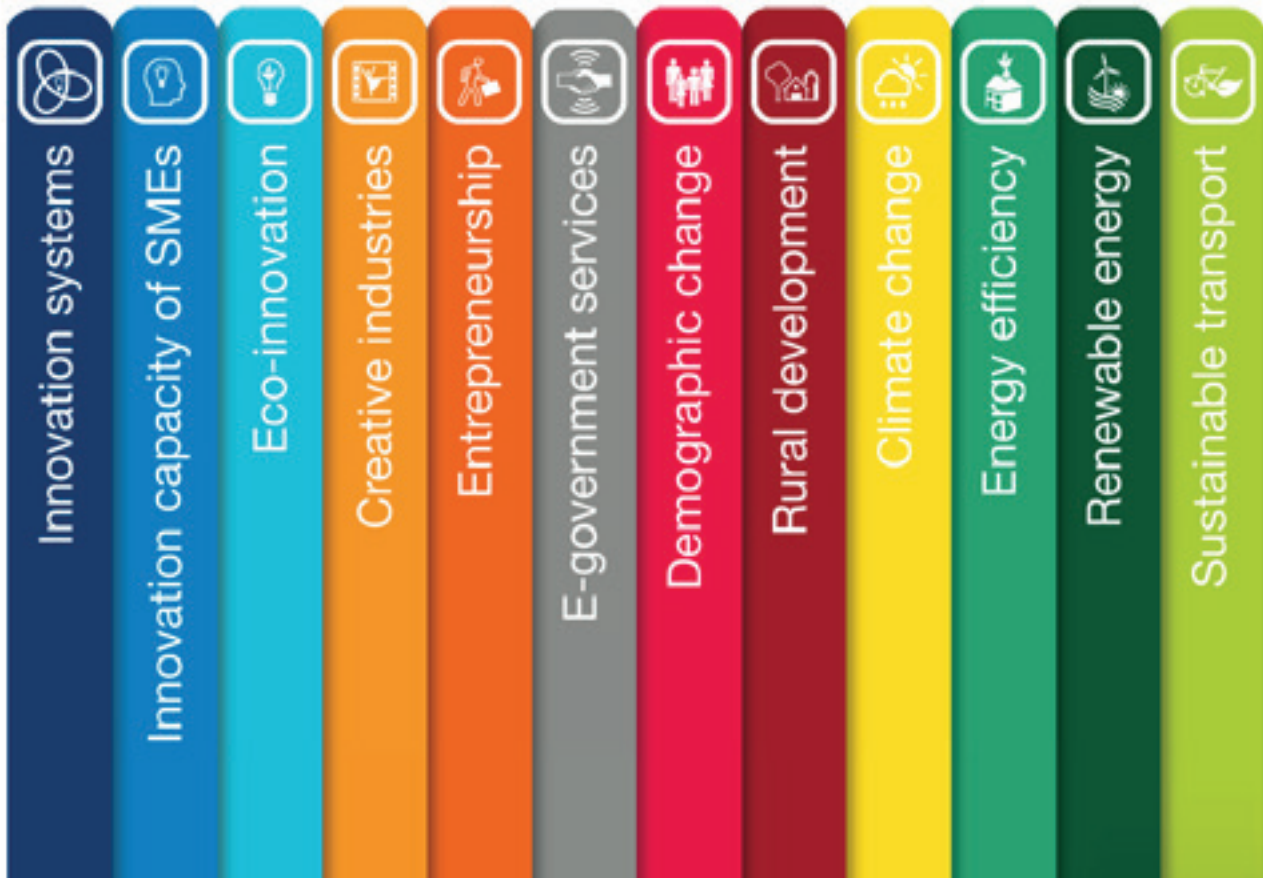 Innovation systems
Innovation capacity of SMEs
Eco-innovation
Creative industries
Entrepreneurship
E-government services
Demographic change
Rural development
Climate change
Energy efficiency
Renewable energy
Sustainable transport